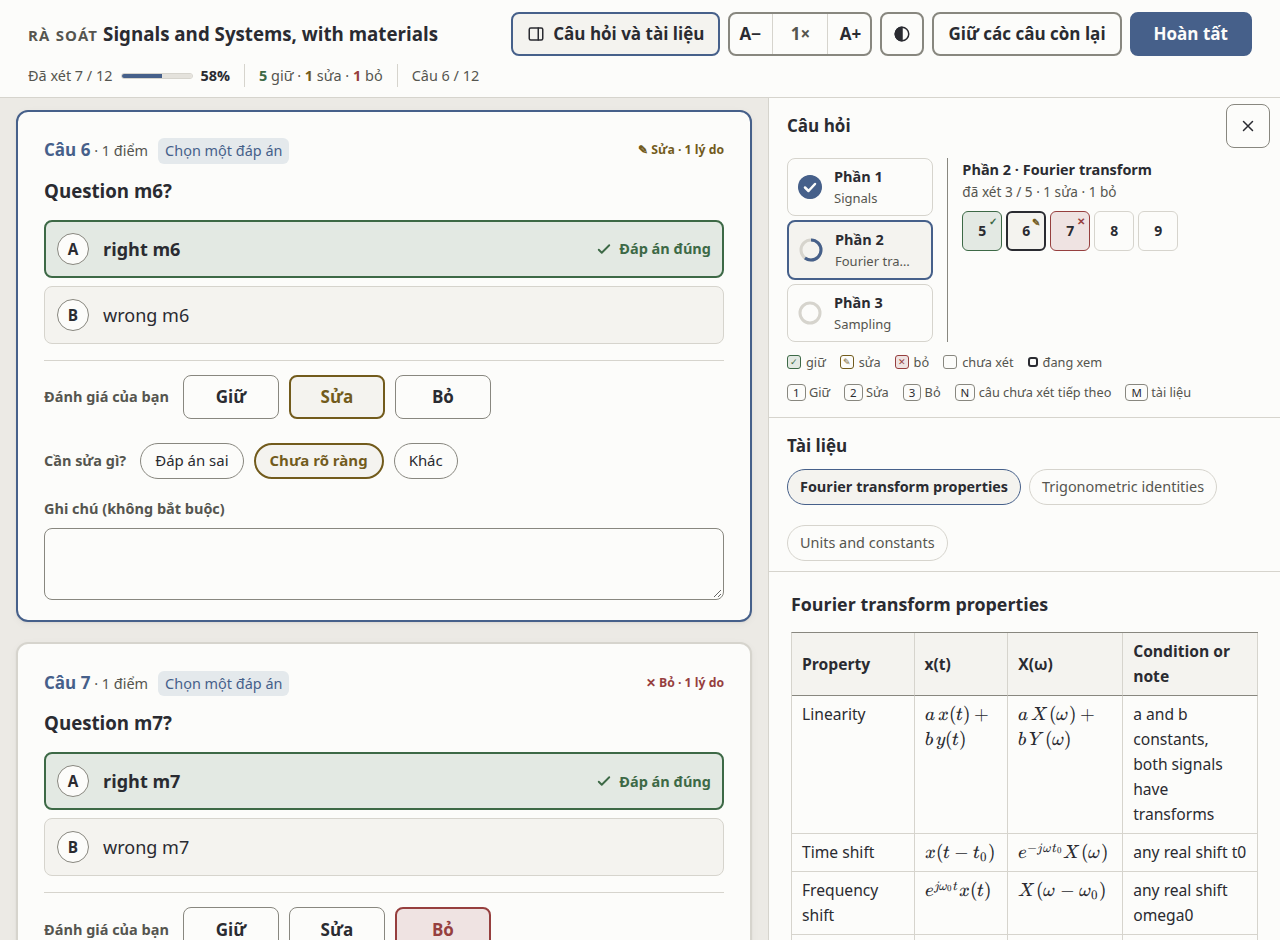 RÀ SOÁT Signals and Systems, with materials
Câu hỏi và tài liệu
A− 1× A+
Giữ các câu còn lại
Hoàn tất
Đã xét 7 / 12 58% 5 giữ · 1 sửa · 1 bỏ Câu 6 / 12
Câu 6 · 1 điểm Chọn một đáp án
✎ Sửa · 1 lý do
Question m6?
A right m6 Đáp án đúng
B wrong m6
Đánh giá của bạn Giữ Sửa Bỏ
Cần sửa gì? Đáp án sai Chưa rõ ràng Khác
Ghi chú (không bắt buộc)
Câu 7 · 1 điểm Chọn một đáp án
✕ Bỏ · 1 lý do
Question m7?
A right m7 Đáp án đúng
B wrong m7
Đánh giá của bạn Giữ Sửa Bỏ
Câu hỏi
Phần 1
Signals
Phần 2
Fourier tra...
Phần 3
Sampling
Phần 2 · Fourier transform
đã xét 3 / 5 · 1 sửa · 1 bỏ
5 ✓ 6 ✎ 7 ✕ 8 9
✓ giữ ✎ sửa ✕ bỏ chưa xét đang xem
1 Giữ 2 Sửa 3 Bỏ N câu chưa xét tiếp theo M tài liệu
Tài liệu
Fourier transform properties Trigonometric identities
Units and constants
Fourier transform properties
Property x(t) X(ω) Condition or
note
Linearity a x(t) + b y(t) a X(ω) + b Y(ω) a and b
constants,
both signals
have
transforms
Time shift x(t − t₀) e^{−jωt₀} X(ω) any real shift t0
Frequency
shift e^{jω₀t} x(t) X(ω − ω₀) any real shift
omega0